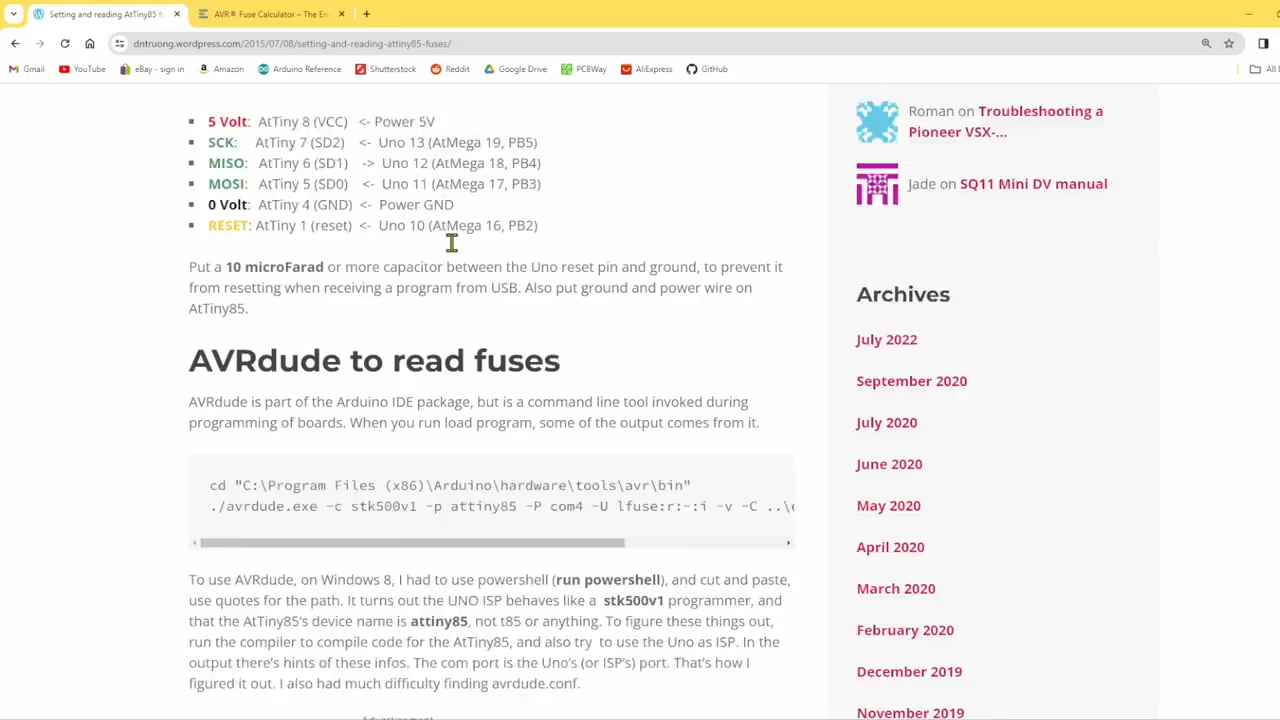 Setting and reading AtTiny85 f
AVR® Fuse Calculator – The En
dntruong.wordpress.com/2015/07/08/setting-and-reading-attiny85-fuses/
Gmail YouTube eBay - sign in Amazon Arduino Reference Shutterstock Reddit Google Drive PCBWay AliExpress GitHub All
5 Volt: AtTiny 8 (VCC) <- Power 5V
SCK: AtTiny 7 (SD2) <- Uno 13 (AtMega 19, PB5)
MISO: AtTiny 6 (SD1) -> Uno 12 (AtMega 18, PB4)
MOSI: AtTiny 5 (SD0) <- Uno 11 (AtMega 17, PB3)
0 Volt: AtTiny 4 (GND) <- Power GND
RESET: AtTiny 1 (reset) <- Uno 10 (AtMega 16, PB2)
Put a 10 microFarad or more capacitor between the Uno reset pin and ground, to prevent it
from resetting when receiving a program from USB. Also put ground and power wire on
AtTiny85.
AVRdude to read fuses
AVRdude is part of the Arduino IDE package, but is a command line tool invoked during
programming of boards. When you run load program, some of the output comes from it.
cd "C:\Program Files (x86)\Arduino\hardware\tools\avr\bin"
./avrdude.exe -c stk500v1 -p attiny85 -P com4 -U lfuse:r:-:i -v -C ..\e
To use AVRdude, on Windows 8, I had to use powershell (run powershell), and cut and paste,
use quotes for the path. It turns out the UNO ISP behaves like a stk500v1 programmer, and
that the AtTiny85's device name is attiny85, not t85 or anything. To figure these things out,
run the compiler to compile code for the AtTiny85, and also try to use the Uno as ISP. In the
output there's hints of these infos. The com port is the Uno's (or ISP's) port. That's how I
figured it out. I also had much difficulty finding avrdude.conf.
Advertisement
Roman on Troubleshooting a
Pioneer VSX-...
Jade on SQ11 Mini DV manual
Archives
July 2022
September 2020
July 2020
June 2020
May 2020
April 2020
March 2020
February 2020
December 2019
November 2019